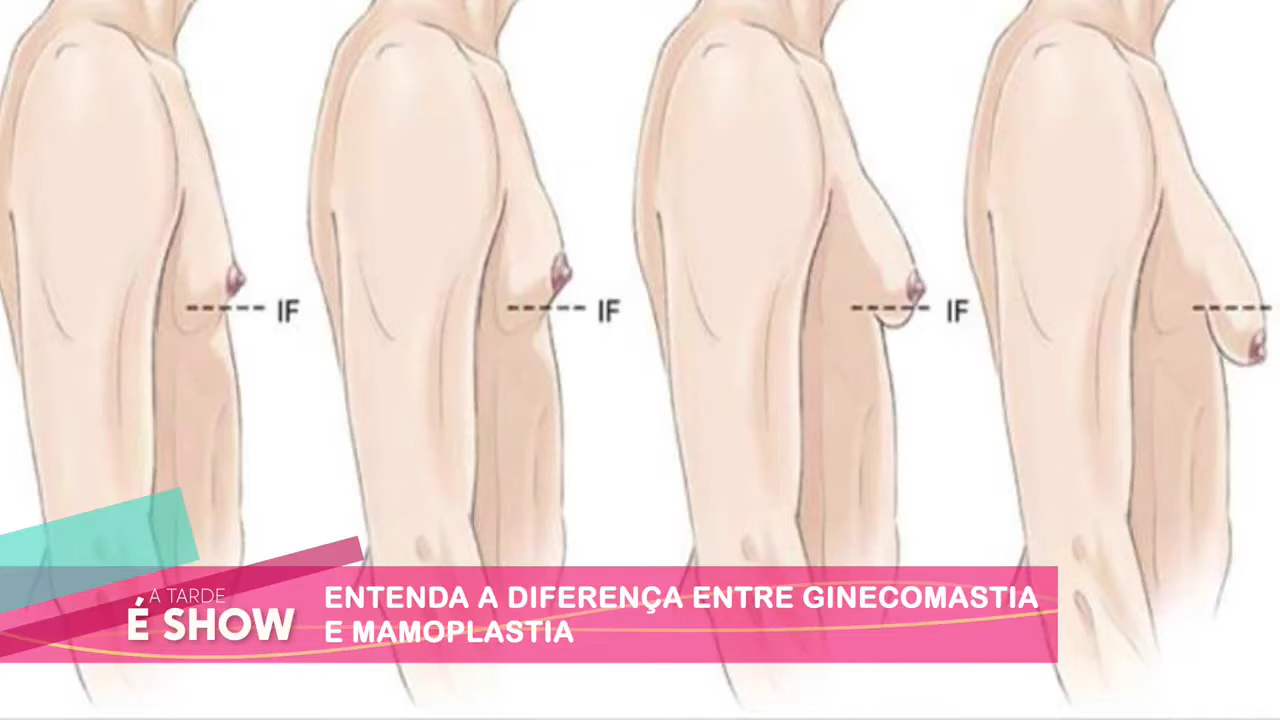 IF
IF
IF
A TARDE
É SHOW
ENTENDA A DIFERENÇA ENTRE GINECOMASTIA
E MAMOPLASTIA